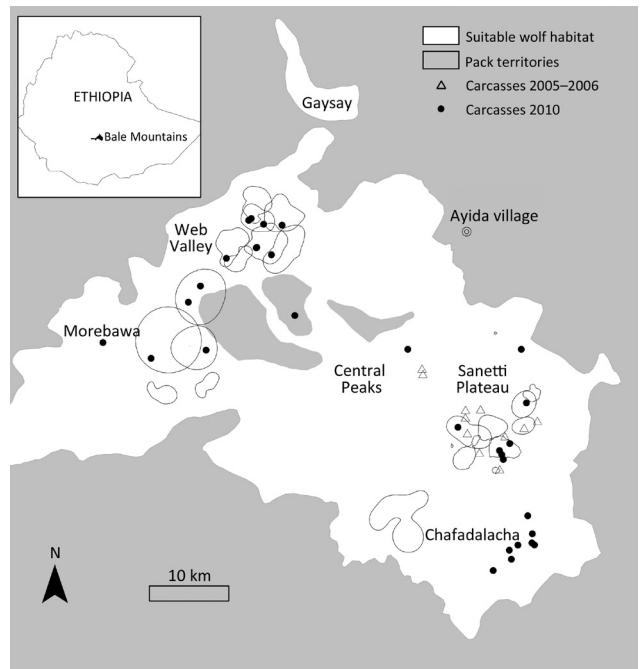 ETHIOPIA
Bale Mountains
Suitable wolf habitat
Pack territories
Carcasses 2005–2006
Carcasses 2010
Gaysay
Ayida village
Web
Valley
Morebawa
Central
Peaks
Sanetti
Plateau
Chafadalacha
N
10 km